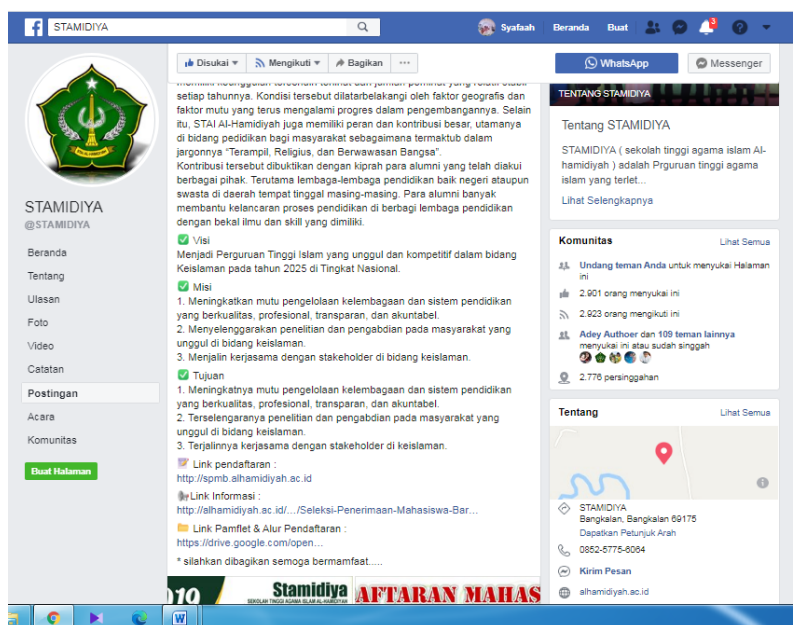 STAMIDIYA
Syafaah
Beranda
Buat
3
Disukai
Mengikuti
Bagikan
WhatsApp
Messenger
STAMIDIYA
@STAMIDIYA
Beranda
Tentang
Ulasan
Foto
Video
Catatan
Postingan
Acara
Komunitas
Buat Halaman
setiap tahunnya. Kondisi tersebut dilatarbelakangi oleh faktor geografis dan
faktor mutu yang terus mengalami progres dalam pengembangannya. Selain
itu, STAI Al-Hamidiyah juga memiliki peran dan kontribusi besar, utamanya
di bidang pedidikan bagi masyarakat sebagaimana termaktub dalam
jargonnya “Terampil, Religius, dan Berwawasan Bangsa”.
Kontribusi tersebut dibuktikan dengan kiprah para alumni yang telah diakui
berbagai pihak. Terutama lembaga-lembaga pendidikan baik negeri ataupun
swasta di daerah tempat tinggal masing-masing. Para alumni banyak
membantu kelancaran proses pendidikan di berbagi lembaga pendidikan
dengan bekal ilmu dan skill yang dimiliki.
Visi
Menjadi Perguruan Tinggi Islam yang unggul dan kompetitif dalam bidang
Keislaman pada tahun 2025 di Tingkat Nasional.
Misi
1. Meningkatkan mutu pengelolaan kelembagaan dan sistem pendidikan
yang berkualitas, profesional, transparan, dan akuntabel.
2. Menyelenggarakan penelitian dan pengabdian pada masyarakat yang
unggul di bidang keislaman.
3. Menjalin kerjasama dengan stakeholder di bidang keislaman.
Tujuan
1. Meningkatnya mutu pengelolaan kelembagaan dan sistem pendidikan
yang berkualitas, profesional, transparan, dan akuntabel.
2. Terselengaranya penelitian dan pengabdian pada masyarakat yang
unggul di bidang keislaman.
3. Terjalinnya kerjasama dengan stakeholder di keislaman.
Link pendaftaran :
http://spmb.alhamidiyah.ac.id
Link Informasi :
http://alhamidiyah.ac.id/.../Seleksi-Penerimaan-Mahasiswa-Bar...
Link Pamflet & Alur Pendaftaran :
https://drive.google.com/open...
* silahkan dibagikan semoga bermamfaat.....
Stamidiya
SEKOLAH TINGGI AGAMA ISLAM AL-HAMIDIYAH
AFTARAN MAHAS
TENTANG STAMIDIYA
Tentang STAMIDIYA
STAMIDIYA ( sekolah tinggi agama islam Al-
hamidiyah ) adalah Prguruan tinggi agama
islam yang terlet...
Lihat Selengkapnya
Komunitas
Lihat Semua
Undang teman Anda untuk menyukai Halaman
ini
2.901 orang menyukai ini
2.923 orang mengikuti ini
Adey Authoer dan 109 teman lainnya
menyukai ini atau sudah singgah
2.776 persinggahan
Tentang
Lihat Semua
STAMIDIYA
Bangkalan, Bangkalan 69175
Dapatkan Petunjuk Arah
0852-5775-6064
Kirim Pesan
alhamidiyah.ac.id